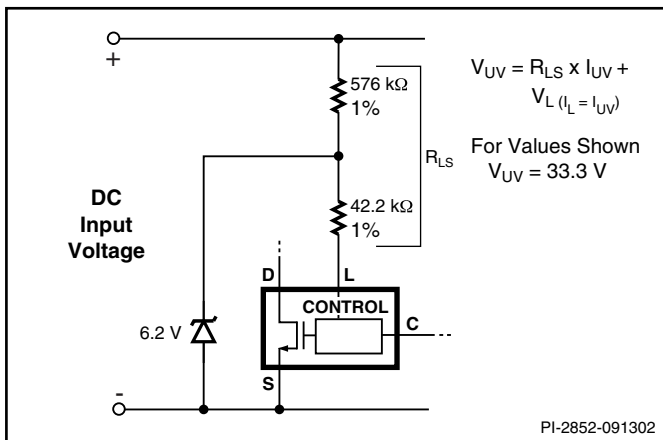 +
576 kΩ
1%
V_UV = R_LS x I_UV +
V_L (I_L = I_UV)
For Values Shown
V_UV = 33.3 V
R_LS
DC
Input
Voltage
42.2 kΩ
1%
D
L
CONTROL
C
6.2 V
S
-
PI-2852-091302